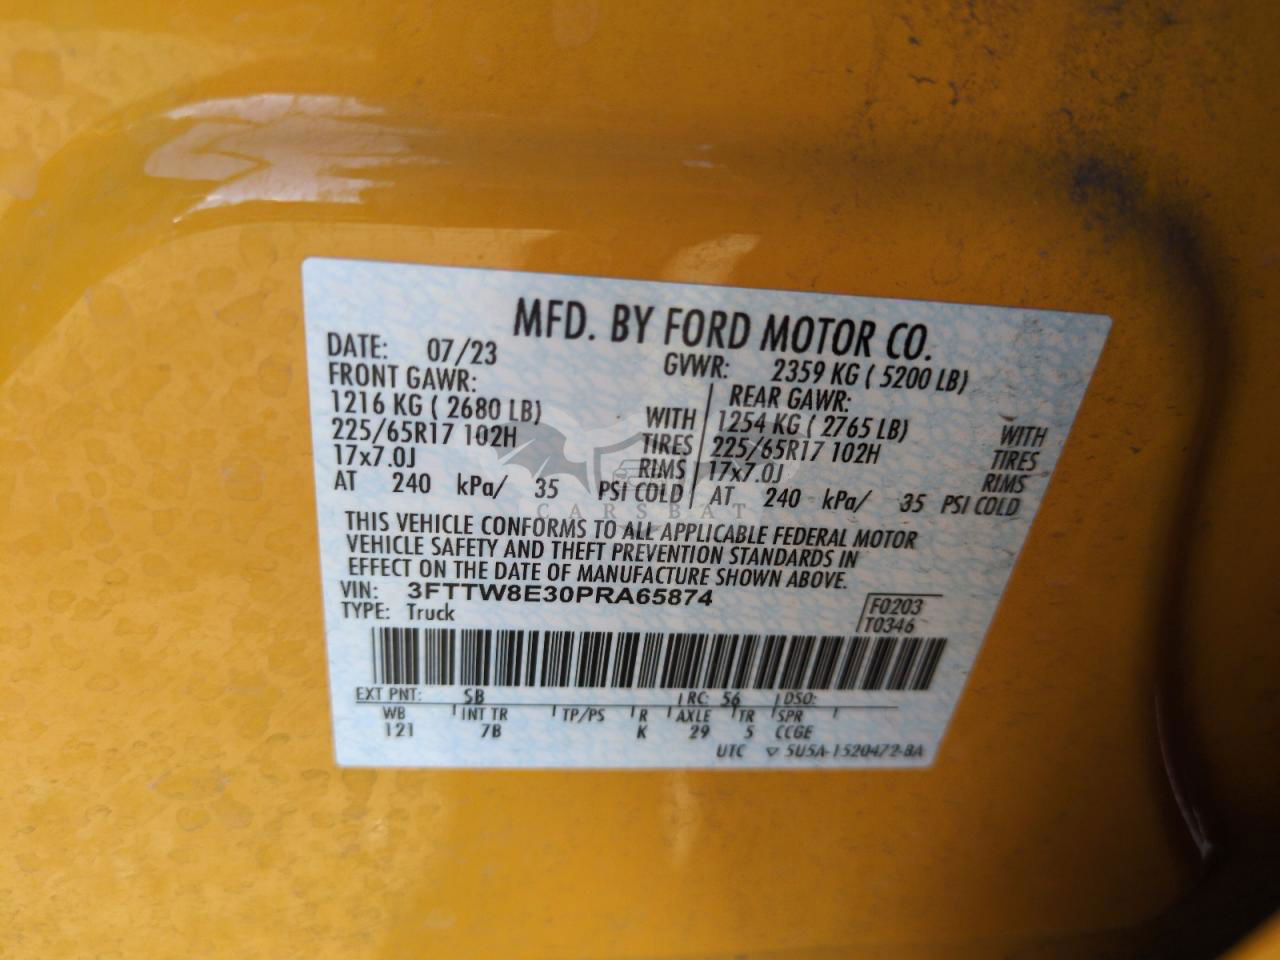 MFD. BY FORD MOTOR CO.
DATE: 07/23 GVWR: 2359 KG ( 5200 LB)
FRONT GAWR: REAR GAWR:
1216 KG ( 2680 LB) WITH 1254 KG ( 2765 LB) WITH
225/65R17 102H TIRES 225/65R17 102H TIRES
17x7.0J RIMS 17x7.0J RIMS
AT 240 kPa/ 35 PSI COLD AT 240 kPa/ 35 PSI COLD
CARSBAT
THIS VEHICLE CONFORMS TO ALL APPLICABLE FEDERAL MOTOR
VEHICLE SAFETY AND THEFT PREVENTION STANDARDS IN
EFFECT ON THE DATE OF MANUFACTURE SHOWN ABOVE.
VIN: 3FTTW8E30PRA65874 F0203
TYPE: Truck T0346
EXT PNT: SB RC: 56 DSO:
WB INT TR TP/PS R AXLE TR SPR
121 7B K 29 5 CCGE
UTC ▽ 5U5A-1520472-BA